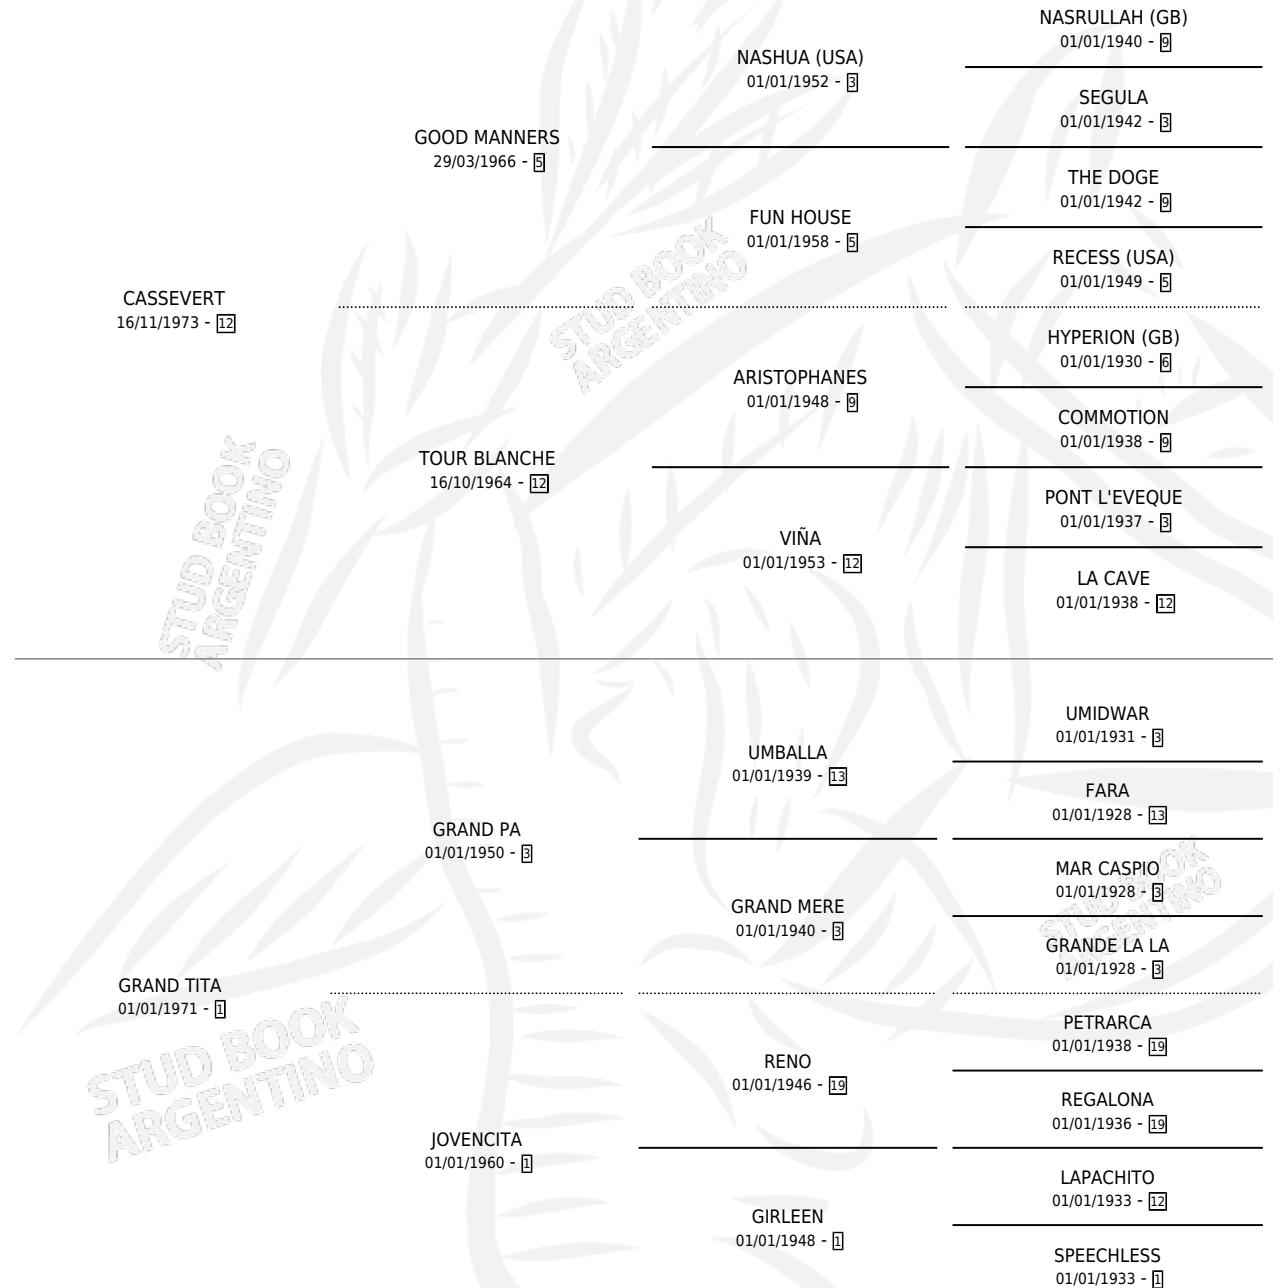 NASRULLAH (GB)
01/01/1940 - 9
NASHUA (USA)
01/01/1952 - 3
SEGULA
01/01/1942 - 3
GOOD MANNERS
29/03/1966 - 5
THE DOGE
01/01/1942 - 9
FUN HOUSE
01/01/1958 - 5
RECESS (USA)
01/01/1949 - 5
CASSEVERT
16/11/1973 - 12
HYPERION (GB)
01/01/1930 - 6
ARISTOPHANES
01/01/1948 - 9
COMMOTION
01/01/1938 - 9
TOUR BLANCHE
16/10/1964 - 12
PONT L'EVEQUE
01/01/1937 - 3
VIÑA
01/01/1953 - 12
LA CAVE
01/01/1938 - 12
UMIDWAR
01/01/1931 - 3
UMBALLA
01/01/1939 - 13
FARA
01/01/1928 - 13
GRAND PA
01/01/1950 - 3
MAR CASPIO
01/01/1928 - 3
GRAND MERE
01/01/1940 - 3
GRANDE LA LA
01/01/1928 - 3
GRAND TITA
01/01/1971 - 1
PETRARCA
01/01/1938 - 19
RENO
01/01/1946 - 19
REGALONA
01/01/1936 - 19
JOVENCITA
01/01/1960 - 1
LAPACHITO
01/01/1933 - 12
GIRLEEN
01/01/1948 - 1
SPEECHLESS
01/01/1933 - 1
STUD BOOK
ARGENTINO
STUD BOOK
ARGENTINO
STUD BOOK
ARGENTINO
STUD BOOK
ARGENTINO